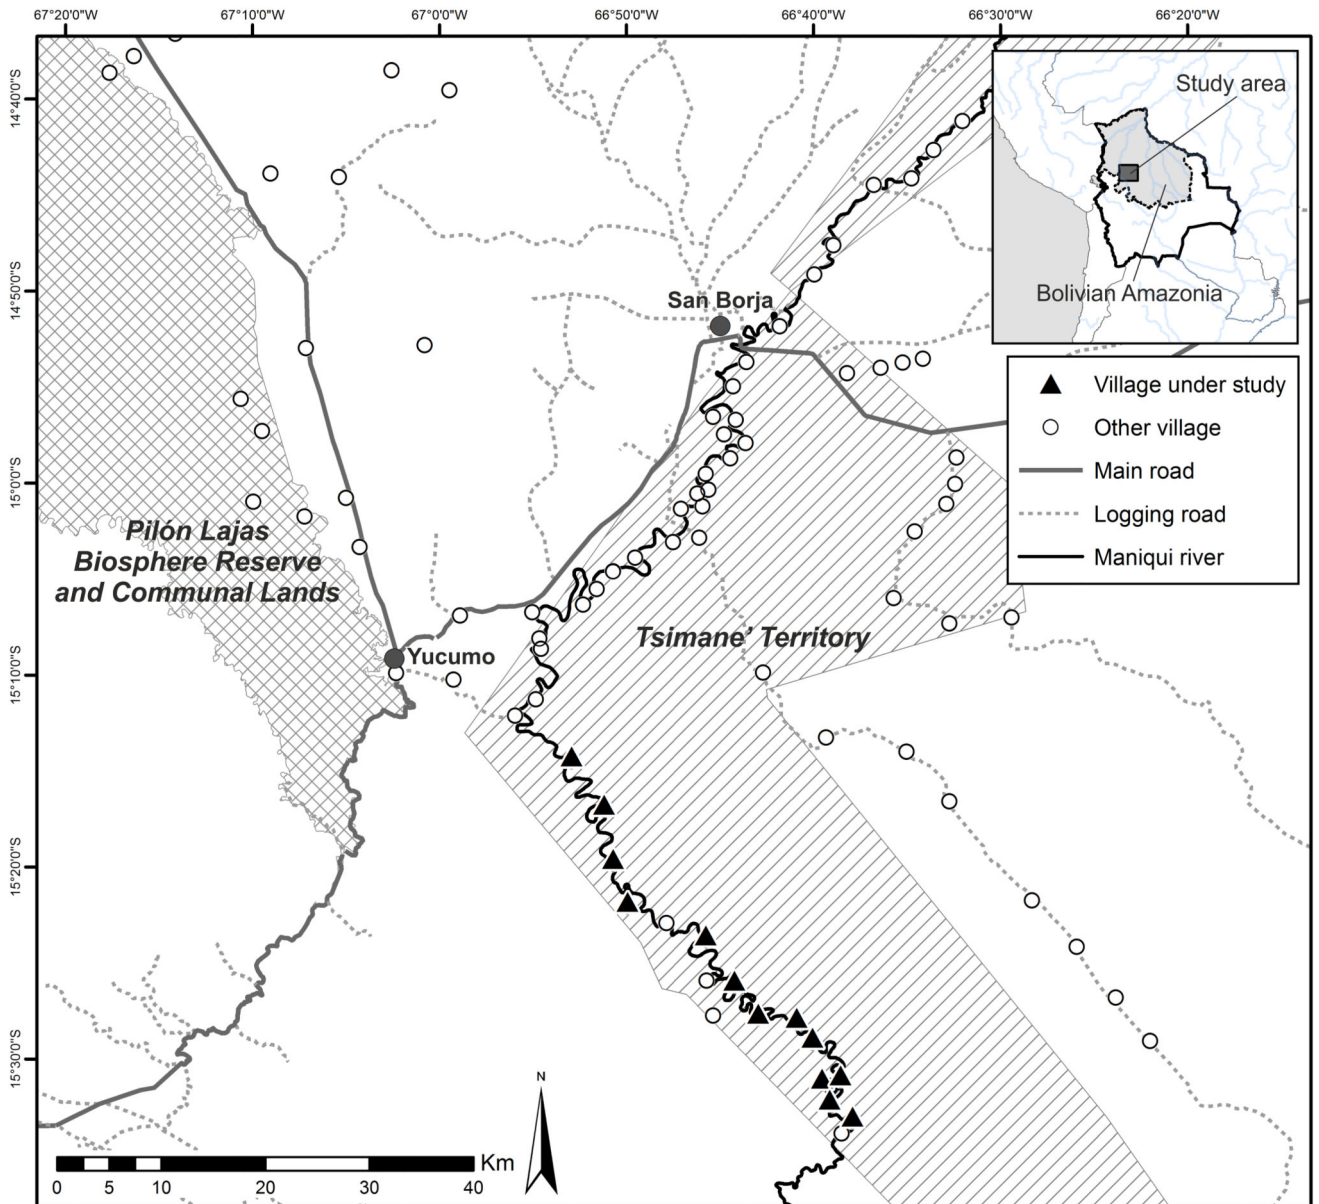 67°20'0"W 67°10'0"W 67°0'0"W 66°50'0"W 66°40'0"W 66°30'0"W 66°20'0"W
14°40'0"S
14°50'0"S
15°0'0"S
15°10'0"S
15°20'0"S
15°30'0"S
Study area
Bolivian Amazonia
San Borja
Village under study
Other village
Main road
Logging road
Maniqui river
Pilón Lajas
Biosphere Reserve
and Communal Lands
Tsimane’ Territory
Yucumo
N
Km
0 5 10 20 30 40